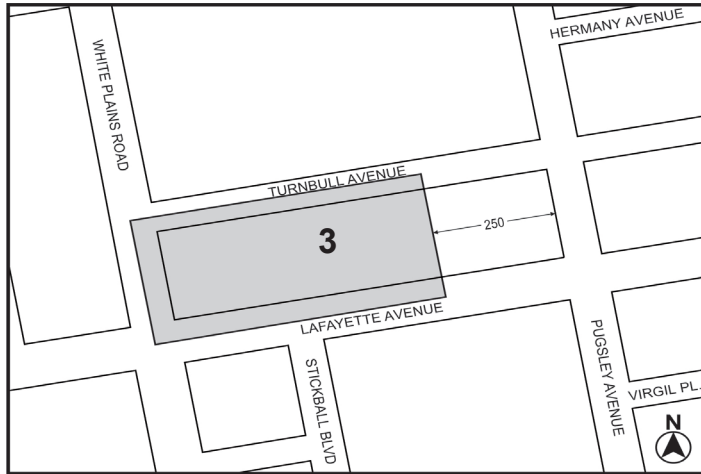 HERMANY AVENUE
WHITE PLAINS ROAD
TURNBULL AVENUE
250
3
LAFAYETTE AVENUE
STICKBALL BLVD
PUGSLEY AVENUE
VIRGIL PL.
N